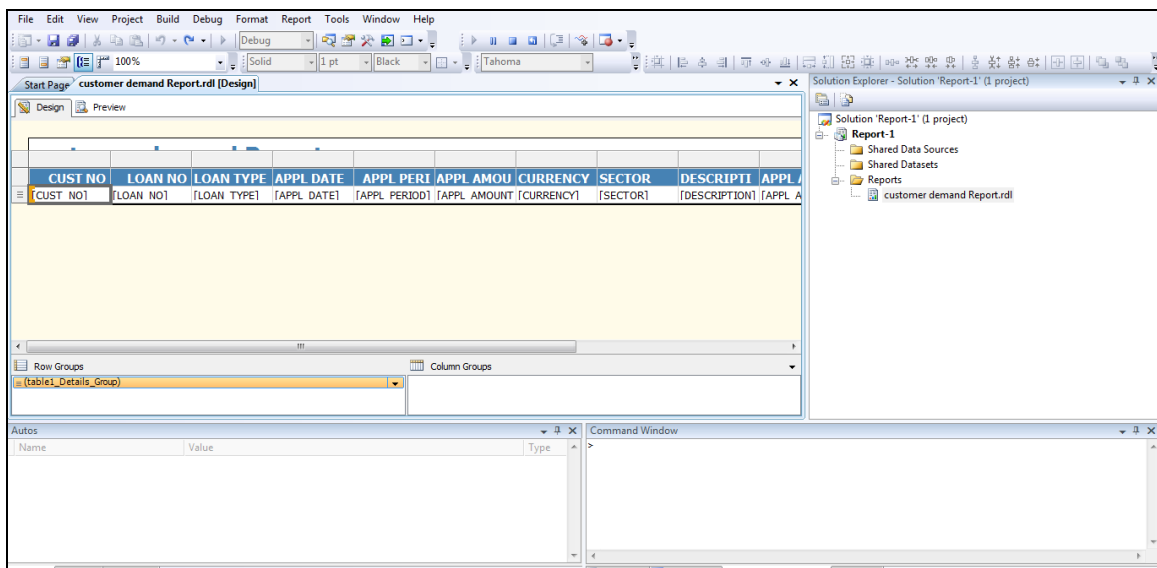 File Edit View Project Build Debug Format Report Tools Window Help
Debug
100% Solid 1 pt Black Tahoma
Start Page customer demand Report.rdl [Design]
Solution Explorer - Solution 'Report-1' (1 project)
Design Preview
Solution 'Report-1' (1 project)
Report-1
Shared Data Sources
Shared Datasets
Reports
customer demand Report.rdl
CUST NO LOAN NO LOAN TYPE APPL DATE APPL PERI APPL AMOU CURRENCY SECTOR DESCRIPTI APPL A
[CUST NO] [LOAN NO] [LOAN TYPE] [APPL DATE] [APPL PERIOD] [APPL AMOUNT [CURRENCY] [SECTOR] [DESCRIPTION] [APPL A
Row Groups Column Groups
(table1_Details_Group)
Autos
Name Value Type
Command Window
>